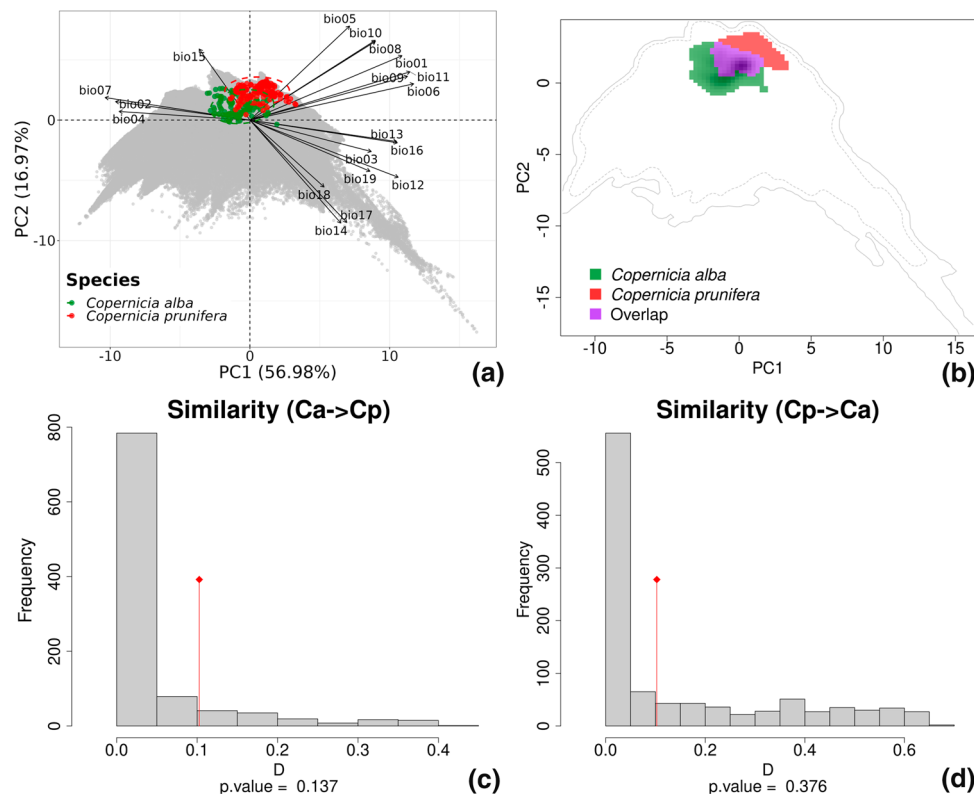 bio05
bio10
bio08
bio15
bio01
bio09
bio11
bio07
bio06
bio02
bio04
0
bio13
bio03
bio16
bio19
bio12
bio18
bio17
bio14
-10
PC2 (16.97%)
Species
Copernicia alba
Copernicia prunifera
-10
0
10
PC1 (56.98%)
(a)
0
-5
-10
-15
PC2
Copernicia alba
Copernicia prunifera
Overlap
-10
-5
0
5
10
15
PC1
(b)
Similarity (Ca->Cp)
800
600
400
200
0
Frequency
0.0
0.1
0.2
0.3
0.4
D
p.value = 0.137
(c)
Similarity (Cp->Ca)
500
400
300
200
100
0
Frequency
0.0
0.2
0.4
0.6
D
p.value = 0.376
(d)